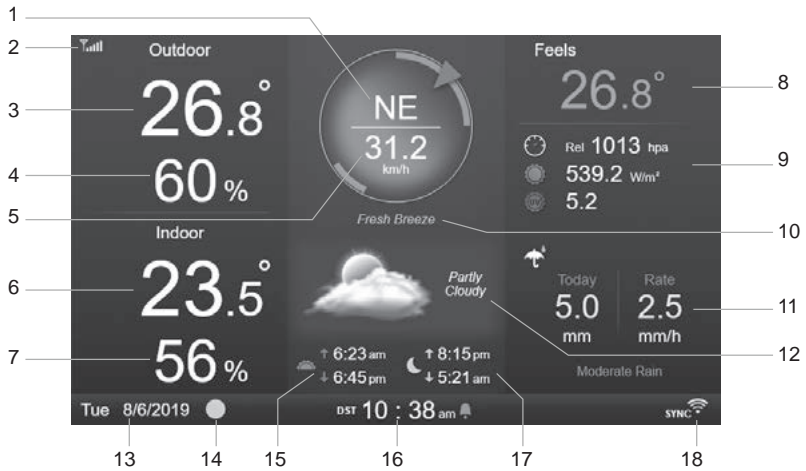 1
2
3
4
5
6
7
8
9
10
11
12
13
14
15
16
17
18
Outdoor
26.8°
60 %
Indoor
23.5°
56 %
NE
31.2
km/h
Fresh Breeze
Partly
Cloudy
↑ 6:23 am
↓ 6:45 pm
↑ 8:15 pm
↓ 5:21 am
Feels
26.8°
Rel 1013 hpa
539.2 W/m²
UV
5.2
Today
5.0
mm
Rate
2.5
mm/h
Moderate Rain
Tue 8/6/2019
DST 10 : 38 am
SYNC